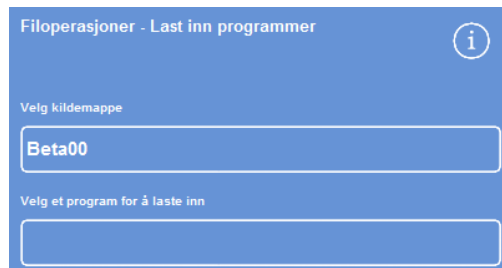 Filoperasjoner - Last inn programmer
i
Velg kildemappe
Beta00
Velg et program for å laste inn